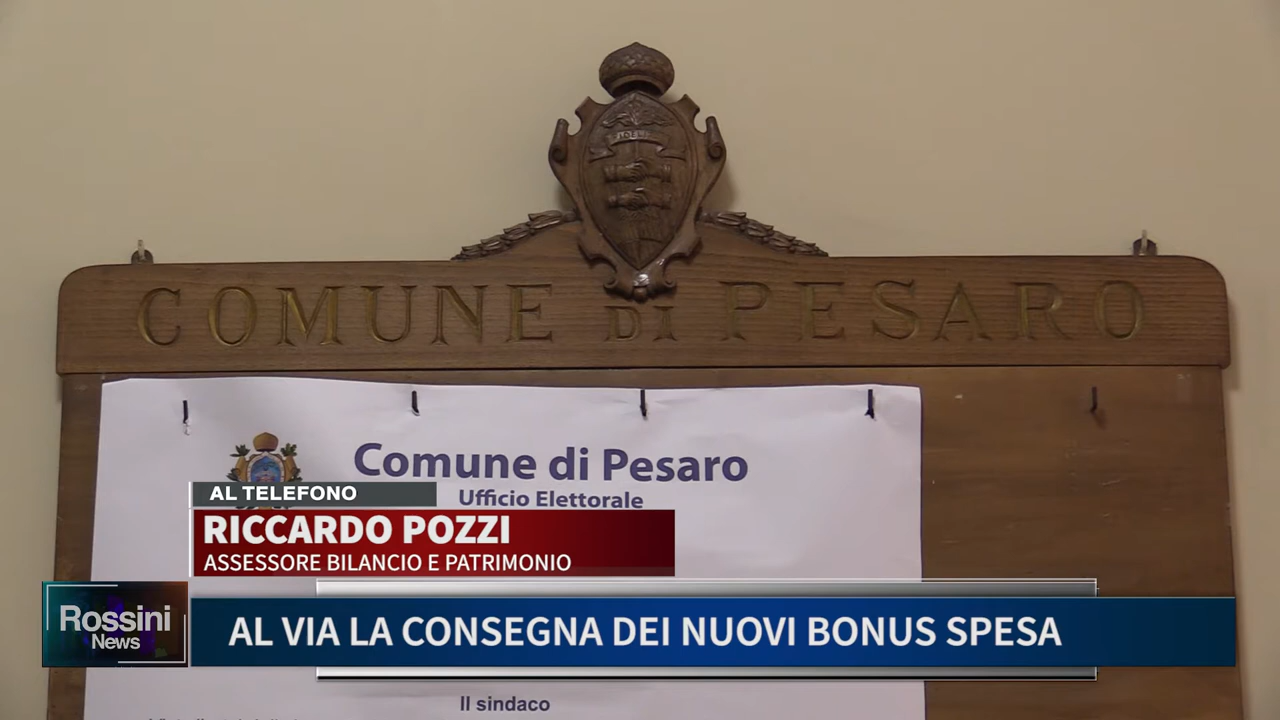 COMUNE DI PESARO
Comune di Pesaro
Ufficio Elettorale
AL TELEFONO
RICCARDO POZZI
ASSESSORE BILANCIO E PATRIMONIO
Rossini
News
AL VIA LA CONSEGNA DEI NUOVI BONUS SPESA
Il sindaco